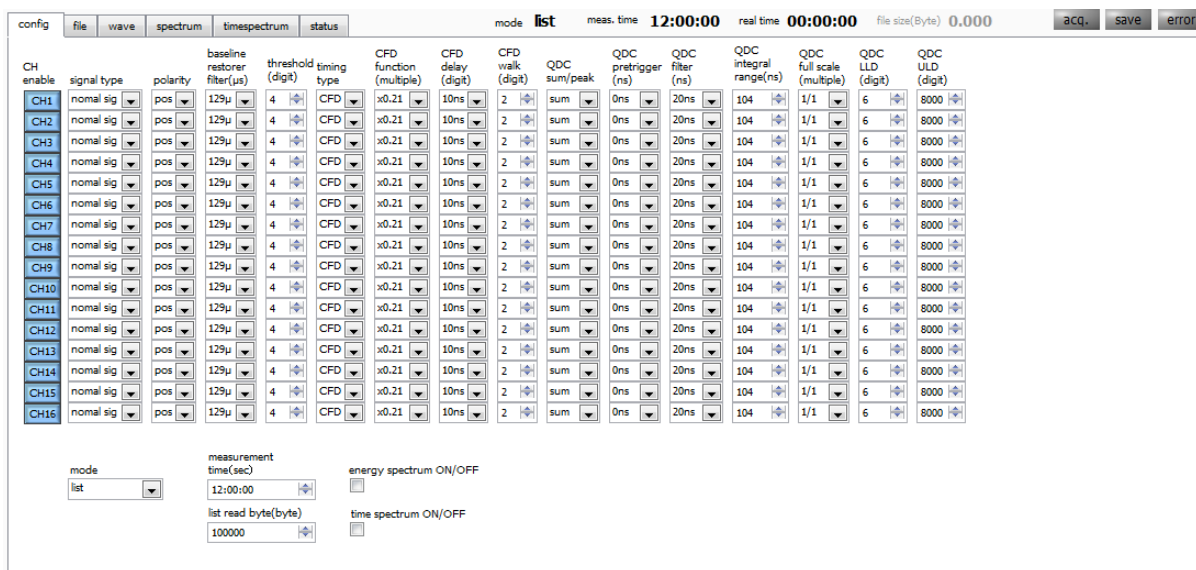 config file wave spectrum timespectrum status mode list meas. time 12:00:00 real time 00:00:00 file size(Byte) 0.000 acq. save error
CH enable signal type polarity baseline restorer filter(μs) threshold (digit) timing type CFD function (multiple) CFD delay (digit) CFD walk (digit) QDC sum/peak QDC pretrigger (ns) QDC filter (ns) QDC integral range(ns) QDC full scale (multiple) QDC LLD (digit) QDC ULD (digit)
CH1 nomal sig pos 129μ 4 CFD x0.21 10ns 2 sum 0ns 20ns 104 1/1 6 8000
CH2 nomal sig pos 129μ 4 CFD x0.21 10ns 2 sum 0ns 20ns 104 1/1 6 8000
CH3 nomal sig pos 129μ 4 CFD x0.21 10ns 2 sum 0ns 20ns 104 1/1 6 8000
CH4 nomal sig pos 129μ 4 CFD x0.21 10ns 2 sum 0ns 20ns 104 1/1 6 8000
CH5 nomal sig pos 129μ 4 CFD x0.21 10ns 2 sum 0ns 20ns 104 1/1 6 8000
CH6 nomal sig pos 129μ 4 CFD x0.21 10ns 2 sum 0ns 20ns 104 1/1 6 8000
CH7 nomal sig pos 129μ 4 CFD x0.21 10ns 2 sum 0ns 20ns 104 1/1 6 8000
CH8 nomal sig pos 129μ 4 CFD x0.21 10ns 2 sum 0ns 20ns 104 1/1 6 8000
CH9 nomal sig pos 129μ 4 CFD x0.21 10ns 2 sum 0ns 20ns 104 1/1 6 8000
CH10 nomal sig pos 129μ 4 CFD x0.21 10ns 2 sum 0ns 20ns 104 1/1 6 8000
CH11 nomal sig pos 129μ 4 CFD x0.21 10ns 2 sum 0ns 20ns 104 1/1 6 8000
CH12 nomal sig pos 129μ 4 CFD x0.21 10ns 2 sum 0ns 20ns 104 1/1 6 8000
CH13 nomal sig pos 129μ 4 CFD x0.21 10ns 2 sum 0ns 20ns 104 1/1 6 8000
CH14 nomal sig pos 129μ 4 CFD x0.21 10ns 2 sum 0ns 20ns 104 1/1 6 8000
CH15 nomal sig pos 129μ 4 CFD x0.21 10ns 2 sum 0ns 20ns 104 1/1 6 8000
CH16 nomal sig pos 129μ 4 CFD x0.21 10ns 2 sum 0ns 20ns 104 1/1 6 8000
mode measurement time(sec) energy spectrum ON/OFF
list 12:00:00
list read byte(byte) time spectrum ON/OFF
100000